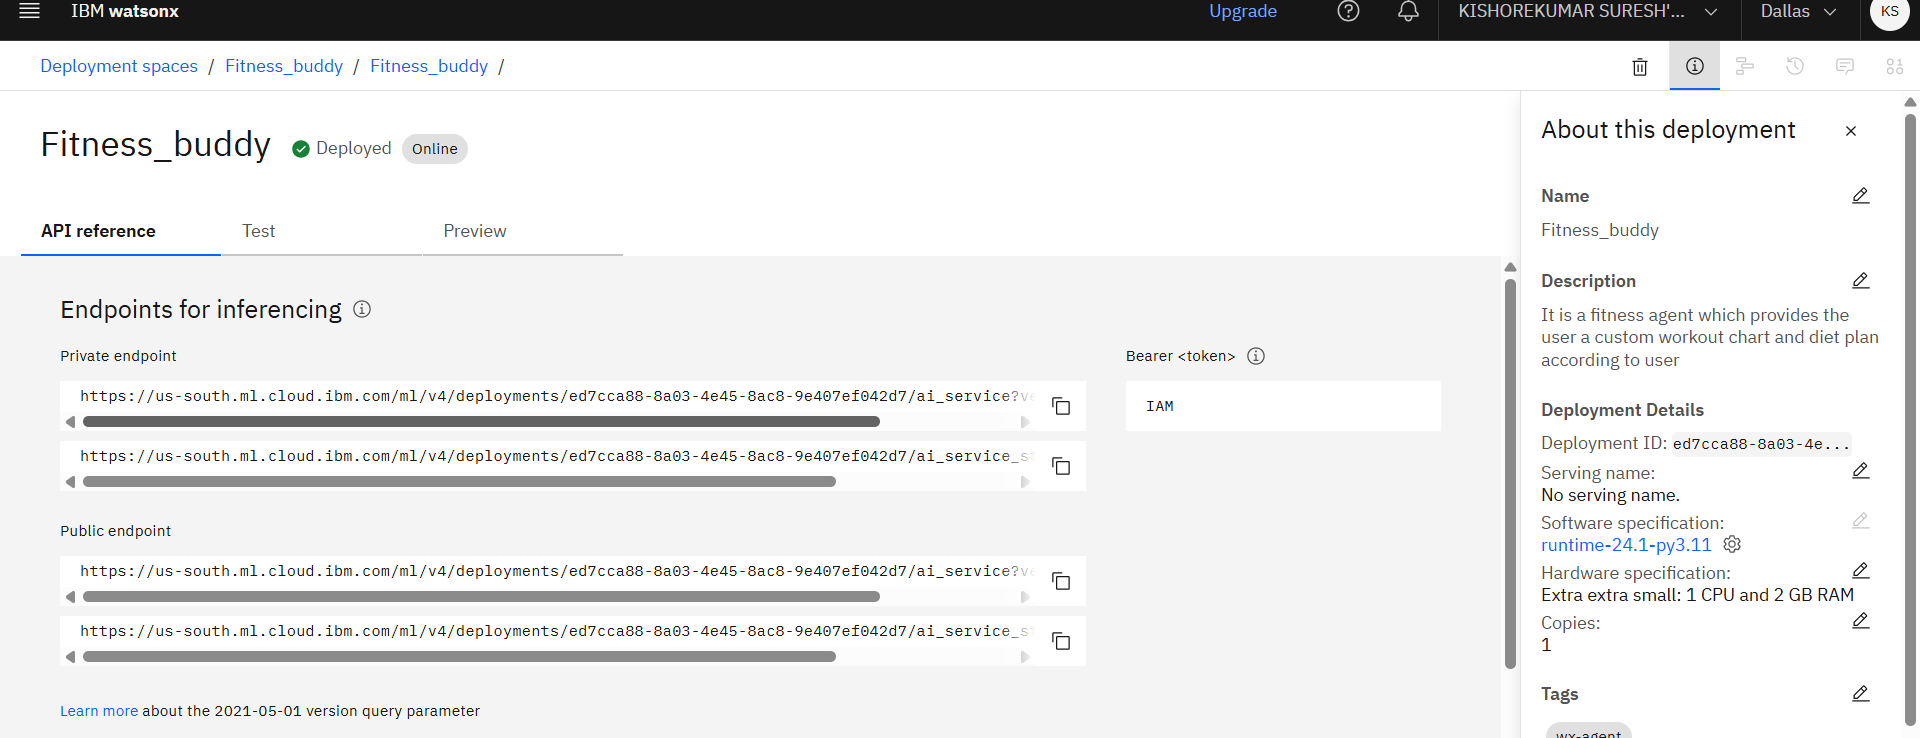 IBM watsonx
Upgrade
KISHOREKUMAR SURESH'...
Dallas
KS
Deployment spaces / Fitness_buddy / Fitness_buddy /
Fitness_buddy
Deployed
Online
API reference
Test
Preview
Endpoints for inferencing
Private endpoint
https://us-south.ml.cloud.ibm.com/ml/v4/deployments/ed7cca88-8a03-4e45-8ac8-9e407ef042d7/ai_service?ve
https://us-south.ml.cloud.ibm.com/ml/v4/deployments/ed7cca88-8a03-4e45-8ac8-9e407ef042d7/ai_service_st
Public endpoint
https://us-south.ml.cloud.ibm.com/ml/v4/deployments/ed7cca88-8a03-4e45-8ac8-9e407ef042d7/ai_service?ve
https://us-south.ml.cloud.ibm.com/ml/v4/deployments/ed7cca88-8a03-4e45-8ac8-9e407ef042d7/ai_service_st
Learn more about the 2021-05-01 version query parameter
Bearer <token>
IAM
About this deployment
Name
Fitness_buddy
Description
It is a fitness agent which provides the
user a custom workout chart and diet plan
according to user
Deployment Details
Deployment ID: ed7cca88-8a03-4e...
Serving name:
No serving name.
Software specification:
runtime-24.1-py3.11
Hardware specification:
Extra extra small: 1 CPU and 2 GB RAM
Copies:
1
Tags
wx-agent